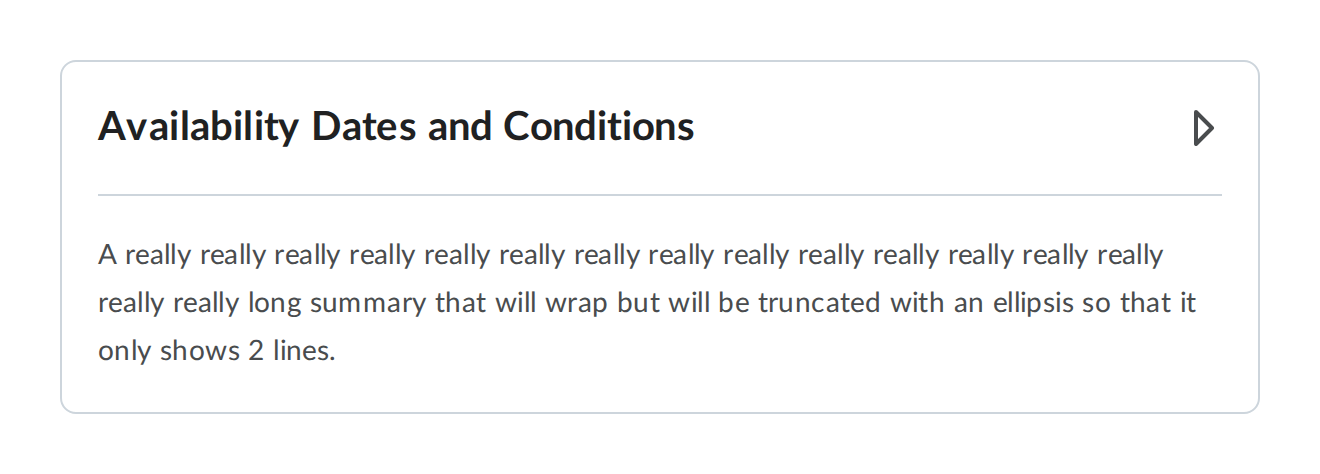 Availability Dates and Conditions
A really really really really really really really really really really really really really really
really really long summary that will wrap but will be truncated with an ellipsis so that it
only shows 2 lines.